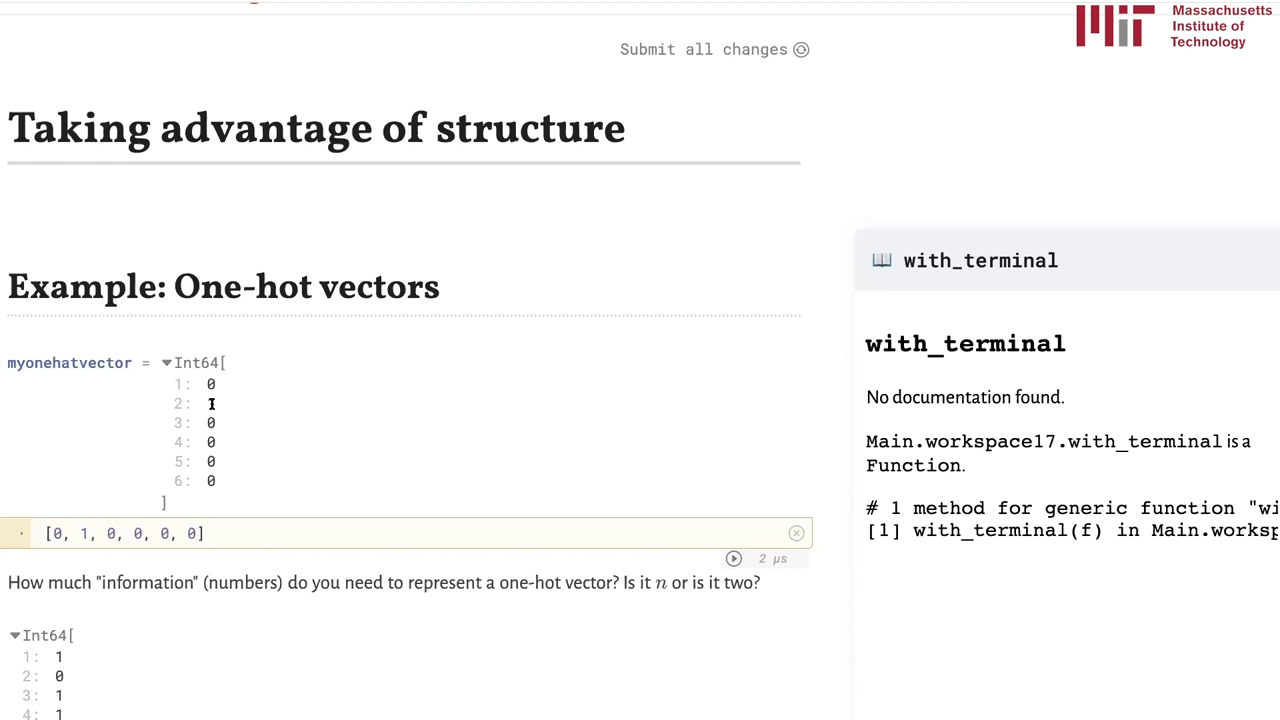 Massachusetts
Institute of
Technology
Submit all changes
Taking advantage of structure
Example: One-hot vectors
myonehatvector = ▼Int64[
1: 0
2:
3: 0
4: 0
5: 0
6: 0
]
[0, 1, 0, 0, 0, 0]
2 μs
How much "information" (numbers) do you need to represent a one-hot vector? Is it n or is it two?
▼Int64[
1: 1
2: 0
3: 1
4: 1
with_terminal
with_terminal
No documentation found.
Main.workspace17.with_terminal is a
Function.
# 1 method for generic function "wi
[1] with_terminal(f) in Main.worksp